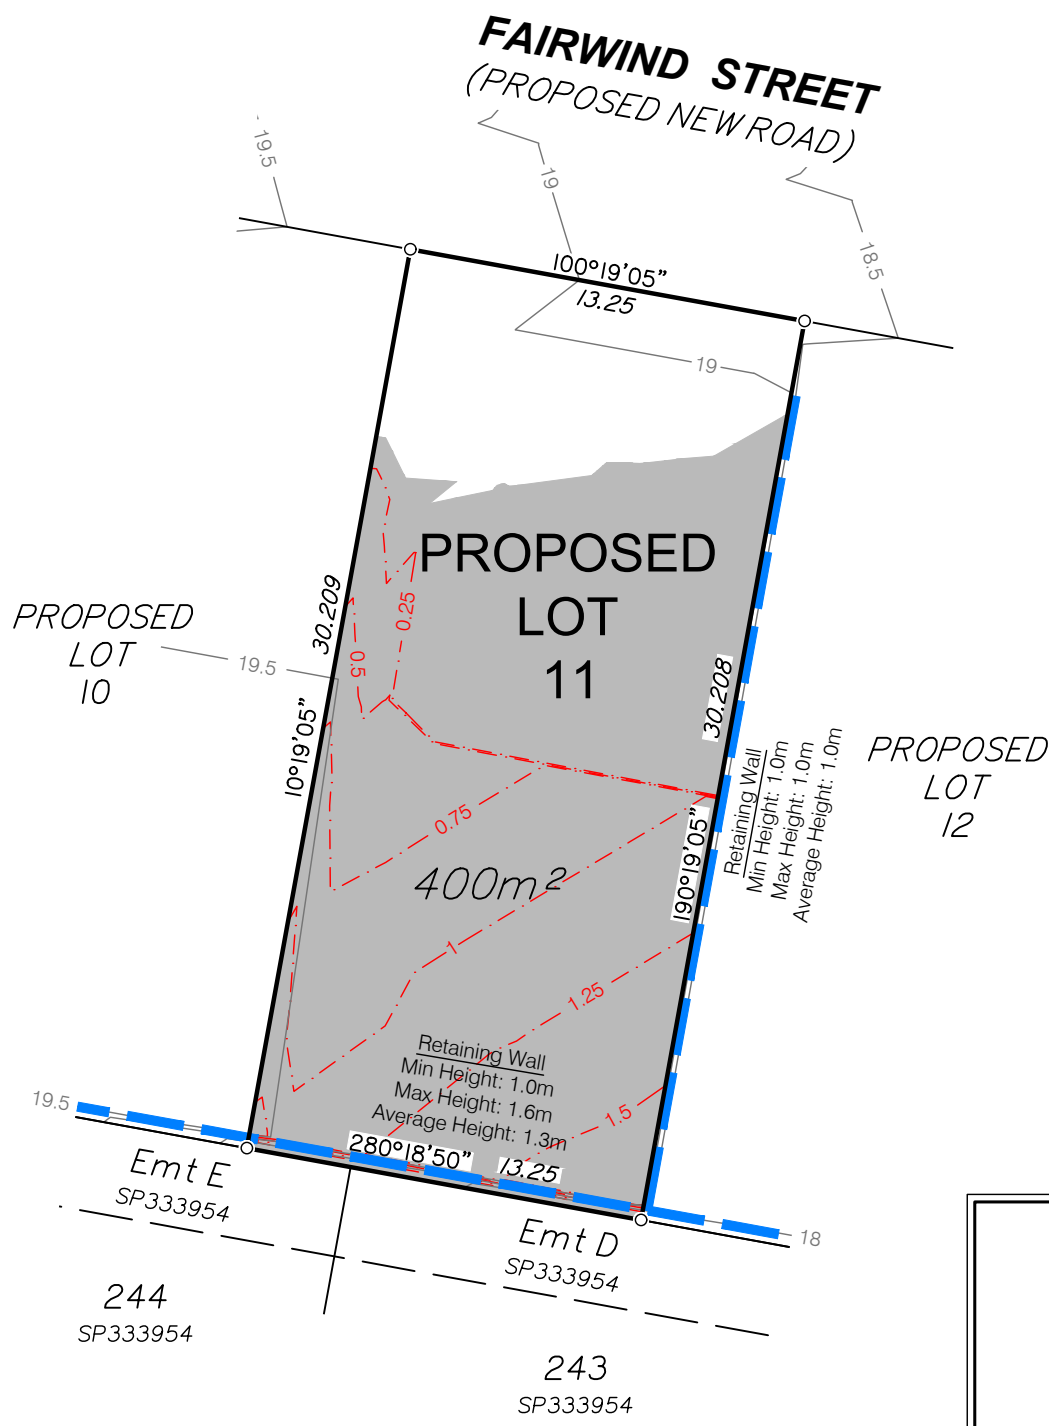 FAIRWIND STREET
(PROPOSED NEW ROAD)
19.5
19
18.5
100°19'05"
13.25
19
PROPOSED
LOT
11
30.209
10°19'05"
0.25
0.5
PROPOSED
LOT
10
19.5
30.208
190°19'05"
Retaining Wall
Min Height: 1.0m
Max Height: 1.0m
Average Height: 1.0m
PROPOSED
LOT
12
0.75
400m²
1
1.25
1.5
Retaining Wall
Min Height: 1.0m
Max Height: 1.6m
Average Height: 1.3m
280°18'50"
13.25
19.5
18
Emt E
SP333954
Emt D
SP333954
244
SP333954
243
SP333954